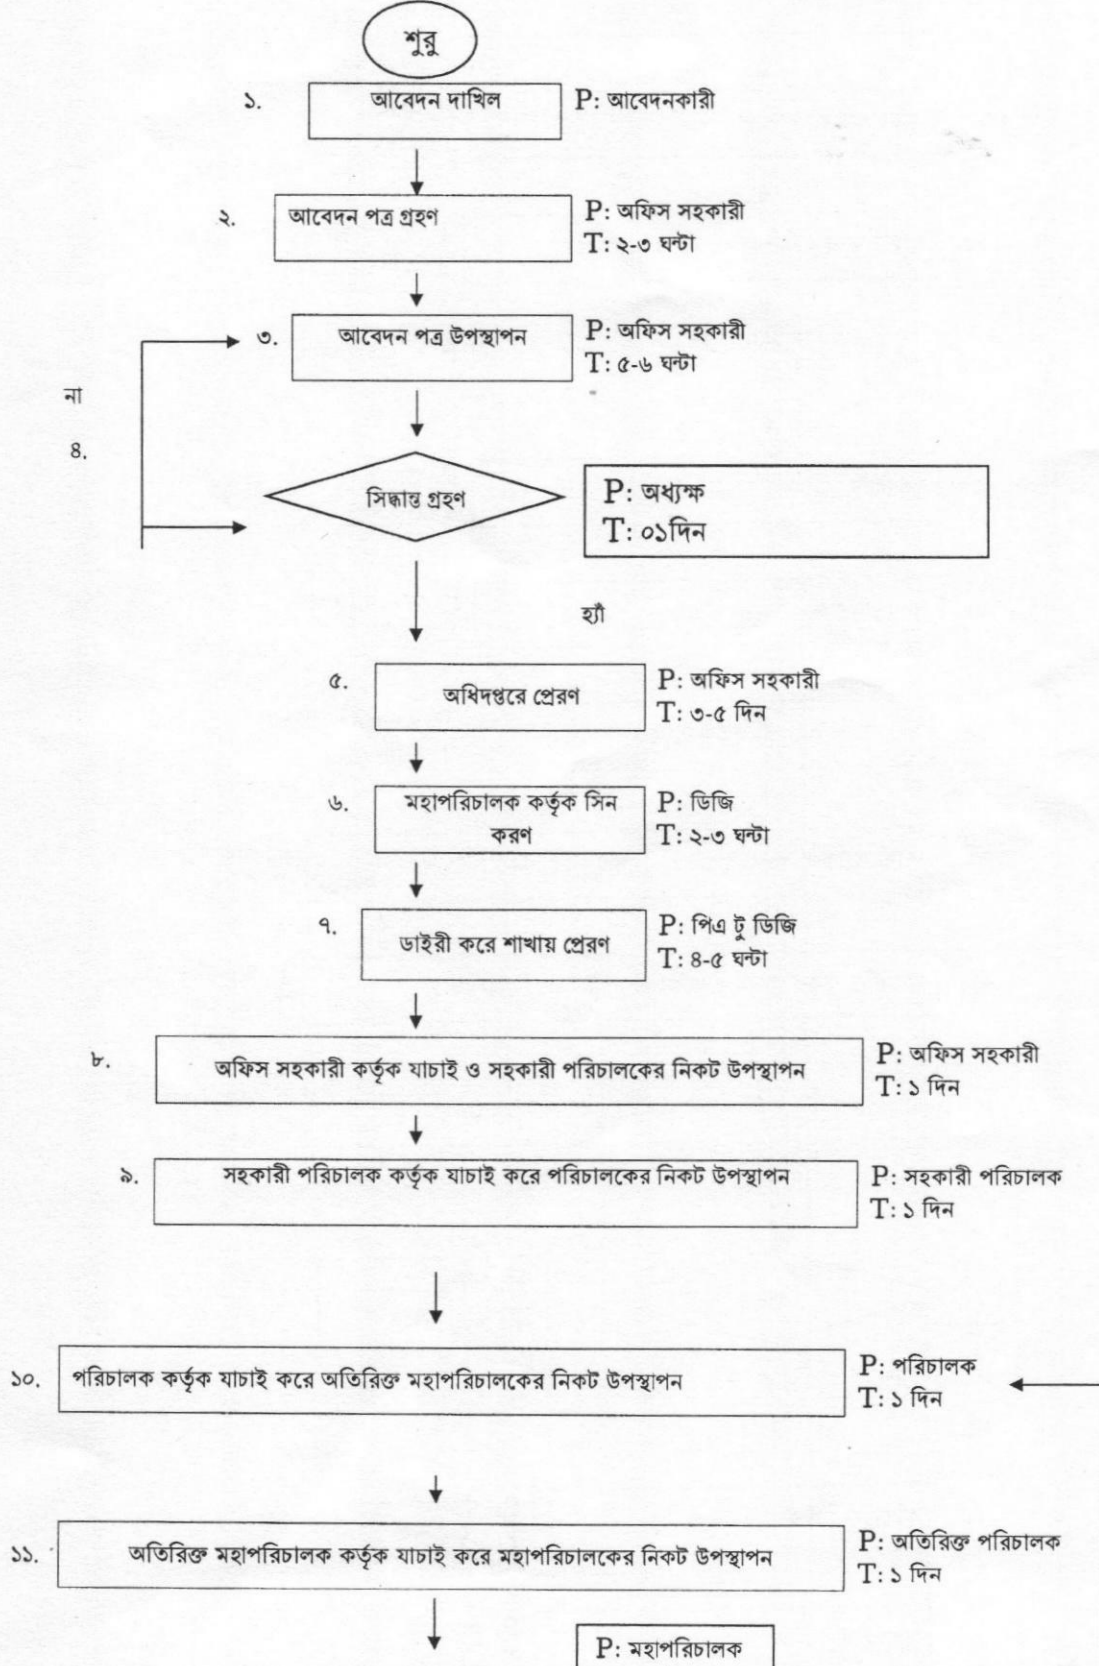 শুরু
১. আবেদন দাখিল P: আবেদনকারী
২. আবেদন পত্র গ্রহণ P: অফিস সহকারী
T: ২-৩ ঘন্টা
৩. আবেদন পত্র উপস্থাপন P: অফিস সহকারী
T: ৫-৬ ঘন্টা
না
৪.
সিদ্ধান্ত গ্রহণ P: অধ্যক্ষ
T: ০১দিন
হ্যাঁ
৫. অধিদপ্তরে প্রেরণ P: অফিস সহকারী
T: ৩-৫ দিন
৬. মহাপরিচালক কর্তৃক সিন P: ডিজি
করণ T: ২-৩ ঘন্টা
৭. ডাইরী করে শাখায় প্রেরণ P: পিএ টু ডিজি
T: ৪-৫ ঘন্টা
৮. অফিস সহকারী কর্তৃক যাচাই ও সহকারী পরিচালকের নিকট উপস্থাপন P: অফিস সহকারী
T: ১ দিন
৯. সহকারী পরিচালক কর্তৃক যাচাই করে পরিচালকের নিকট উপস্থাপন P: সহকারী পরিচালক
T: ১ দিন
১০. পরিচালক কর্তৃক যাচাই করে অতিরিক্ত মহাপরিচালকের নিকট উপস্থাপন P: পরিচালক
T: ১ দিন
১১. অতিরিক্ত মহাপরিচালক কর্তৃক যাচাই করে মহাপরিচালকের নিকট উপস্থাপন P: অতিরিক্ত পরিচালক
T: ১ দিন
P: মহাপরিচালক